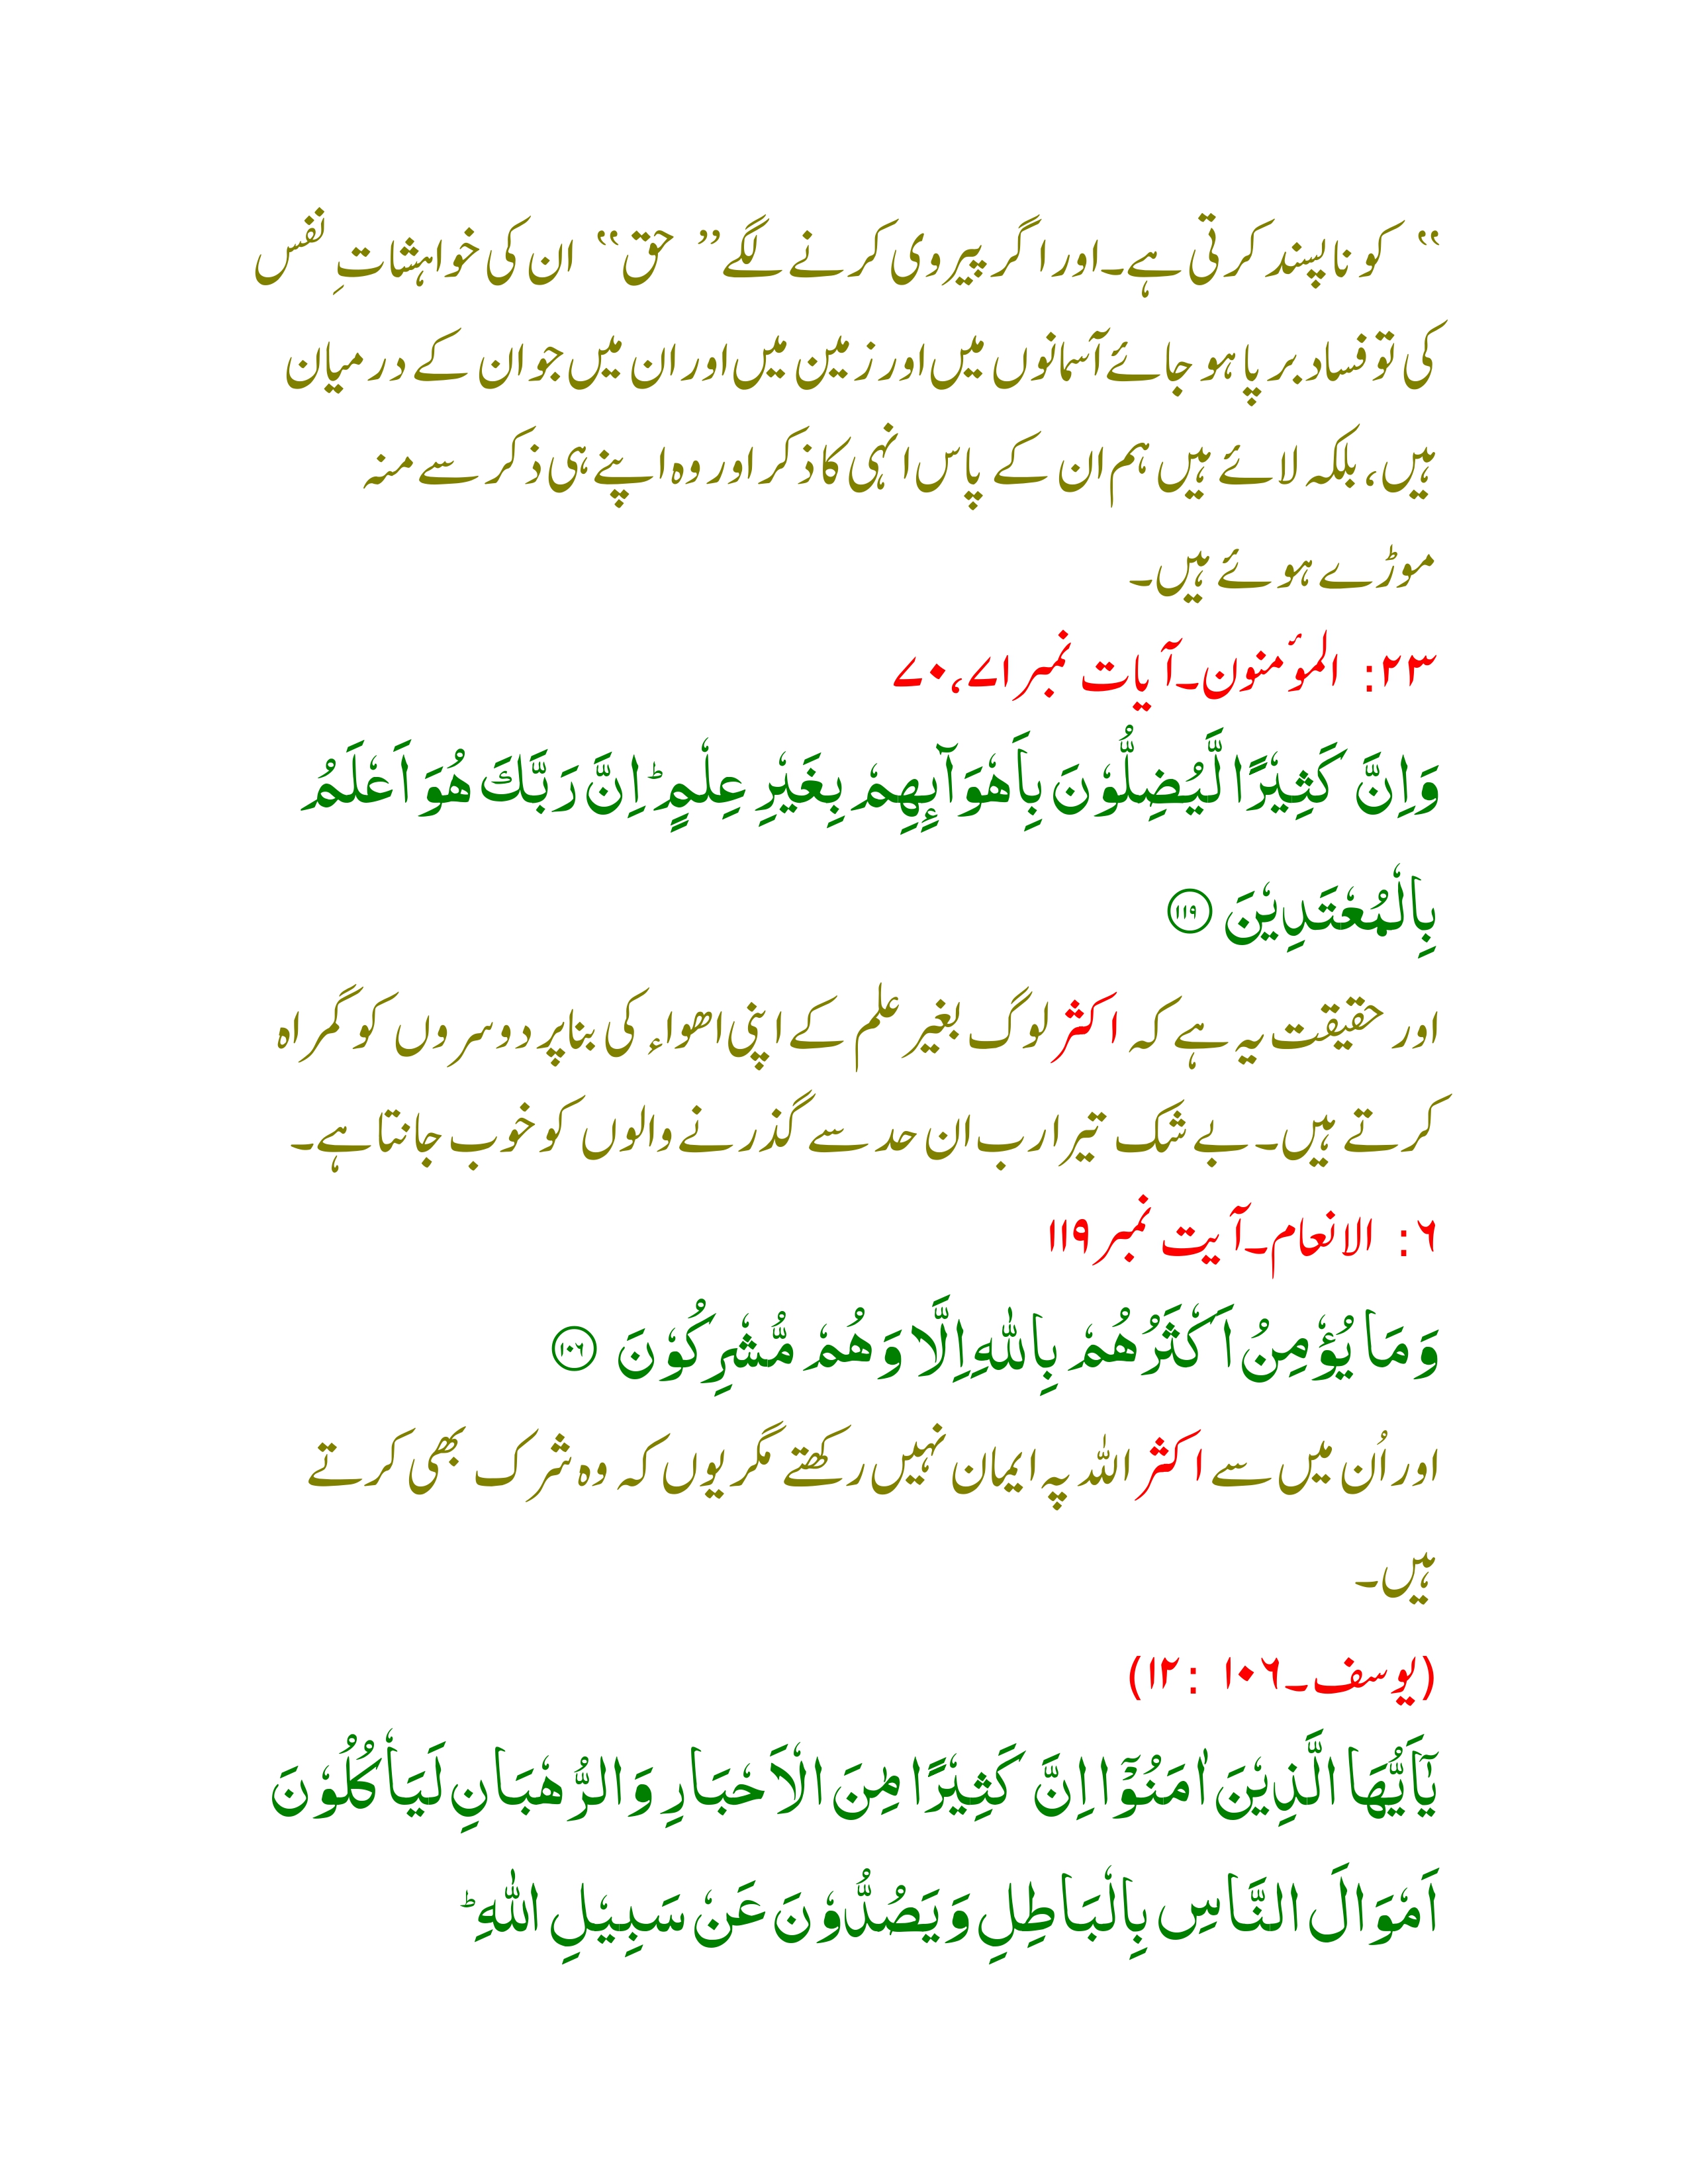 “ کو ناپسند کرتی ہے۔اور اگر پیروی کرنے لگے ”حق“ ان کی خواہشاتِ نفس
کی تو فساد برپا ہو جائے آسمانوں میں اور زمین میں اور ان میں جو ان کے درمیان
ہیں، بلکہ لائے ہیں ہم ان کے پاس انہی کا ذکر اور وہ اپنے ہی ذکر سے منہ
موڑے ہوئے ہیں۔
۲۳: المؤمنون۔آیات نمبر ۷۰،۷۱
وَاِنَّ كَثِيْرًا لَّيُضِلُّوْنَ بِاَهْوَآىِٕهِمْ بِغَيْرِ عِلْمٍ ؕ اِنَّ رَبَّكَ هُوَ اَعْلَمُ
بِالْمُعْتَدِيْنَ ۝۱۱۹
اور حقیقت یہ ہے کہ اکثر لوگ بغیر علم کے اپنی اھواء کی بنا پر دوسروں کو گمراہ
کرتے ہیں۔ بے شک تیرا رب ان حد سے گذرنے والوں کو خوب جانتا ہے۔
۶: الانعام۔آیت نمبر ۱۱۹
وَمَا يُؤْمِنُ اَكْثَرُهُمْ بِاللّٰهِ اِلَّا وَهُمْ مُّشْرِكُوْنَ ۝۱۰۶
اور اُن میں سے اکثر اللہ پہ ایمان نہیں رکھتے مگر یوں کہ وہ شرک بھی کرتے
ہیں۔
(یوسف۔۱۰۶ :۱۲)
يٰۤاَيُّهَا الَّذِيْنَ اٰمَنُوْۤا اِنَّ كَثِيْرًا مِّنَ الْاَحْبَارِ وَالرُّهْبَانِ لَيَاْكُلُوْنَ
اَمْوَالَ النَّاسِ بِالْبَاطِلِ وَيَصُدُّوْنَ عَنْ سَبِيْلِ اللّٰهِ ؕ